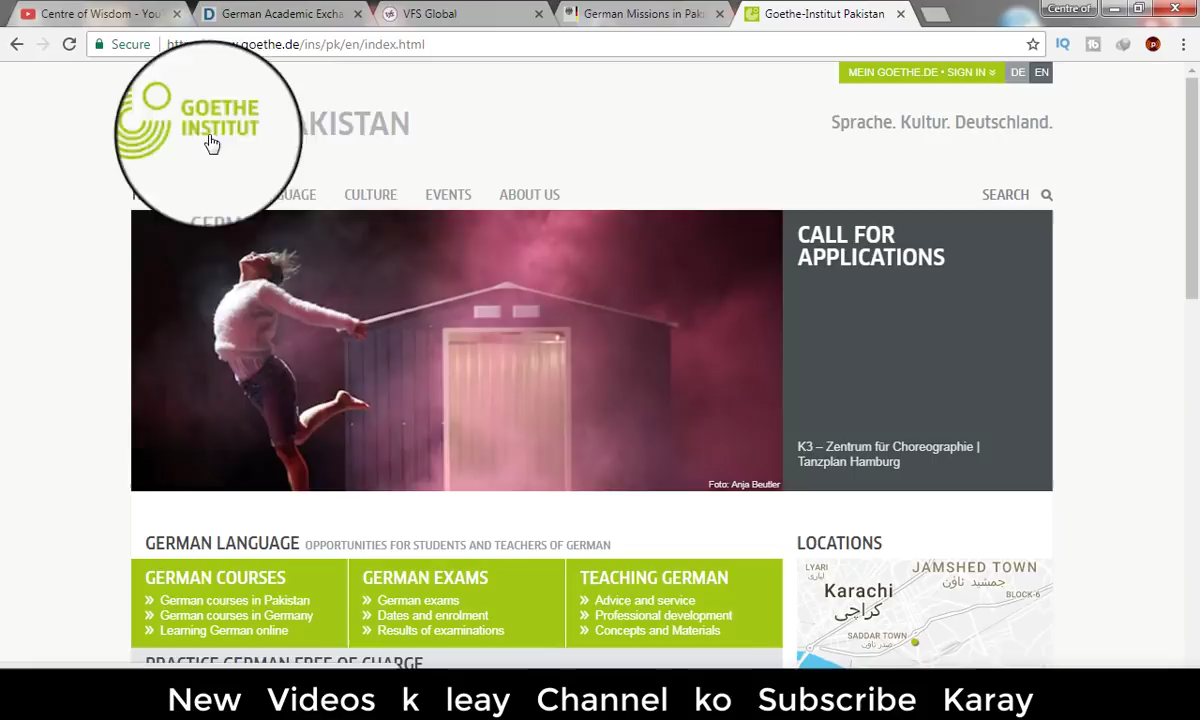 Centre of Wisdom - You
German Academic Excha
VFS Global
German Missions in Pak
Goethe-Institut Pakistan
Centre of
Secure
.goethe.de/ins/pk/en/index.html
MEIN GOETHE.DE • SIGN IN
DE
EN
GOETHE
INSTITUT
AKISTAN
Sprache. Kultur. Deutschland.
CULTURE
EVENTS
ABOUT US
SEARCH
CALL FOR
APPLICATIONS
K3 – Zentrum für Choreographie |
Tanzplan Hamburg
Foto: Anja Beutler
GERMAN LANGUAGE OPPORTUNITIES FOR STUDENTS AND TEACHERS OF GERMAN
LOCATIONS
GERMAN COURSES
» German courses in Pakistan
» German courses in Germany
» Learning German online
GERMAN EXAMS
» German exams
» Dates and enrolment
» Results of examinations
TEACHING GERMAN
» Advice and service
» Professional development
» Concepts and Materials
LYARI
لیاری
JAMSHED TOWN
جمشید ٹاؤن
BLOCK-6
Karachi
کراچی
SADDAR TOWN
صدر ٹاؤن
PRACTICE GERMAN FREE OF CHARGE
New Videos k leay Channel ko Subscribe Karay